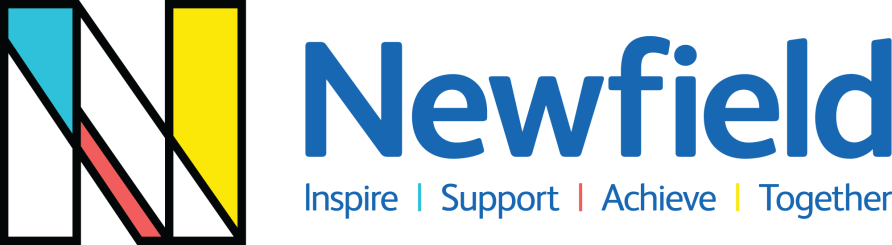 Newfield
Inspire | Support | Achieve | Together